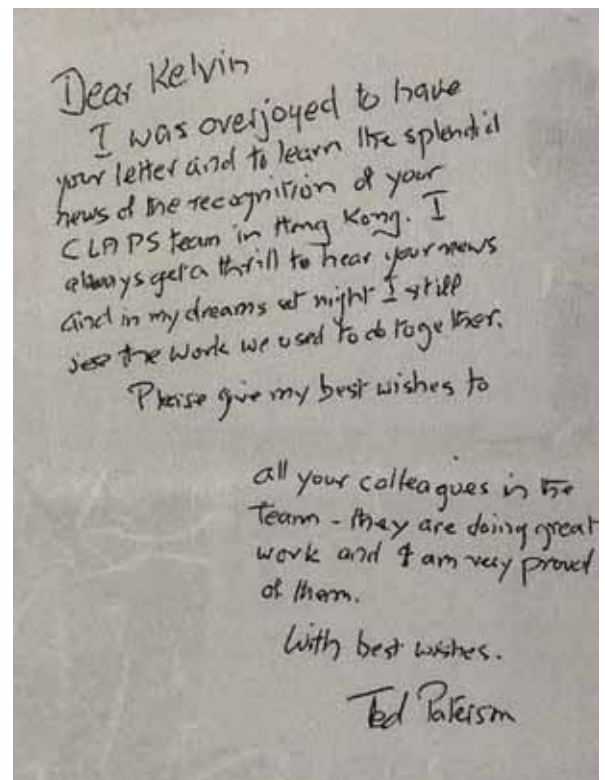 Dear Kelvin
I was overjoyed to have
your letter and to learn the splendid
news of the recognition of your
CLAPS team in Hong Kong. I
always get a thrill to hear your news
and in my dreams at night I still
see the work we used to do together.
Please give my best wishes to
all your colleagues in the
team - they are doing great
work and I am very proud
of them.
With best wishes.
Ted Paterson